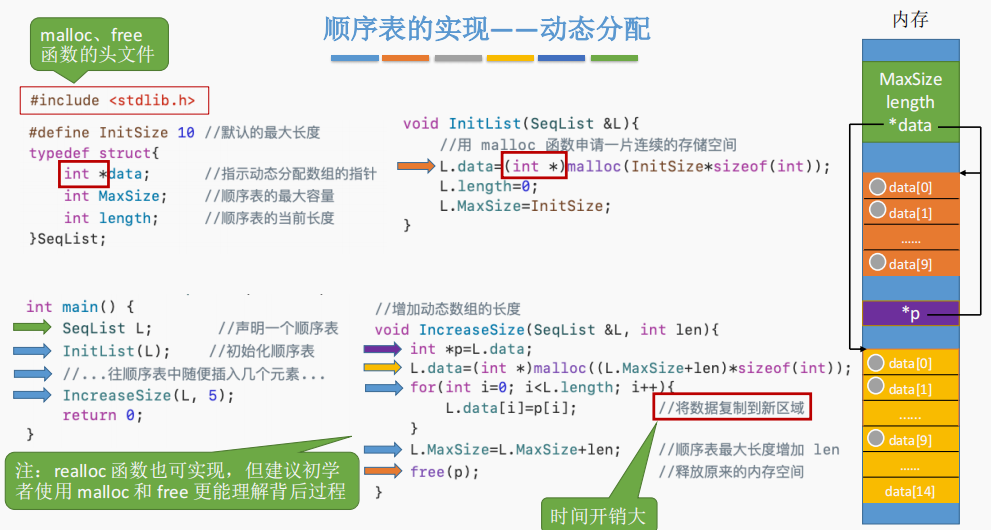 顺序表的实现——动态分配
malloc、free
函数的头文件
#include <stdlib.h>
#define InitSize 10 //默认的最大长度
typedef struct{
int *data; //指示动态分配数组的指针
int MaxSize; //顺序表的最大容量
int length; //顺序表的当前长度
}SeqList;
void InitList(SeqList &L){
//用 malloc 函数申请一片连续的存储空间
L.data=(int *)malloc(InitSize*sizeof(int));
L.length=0;
L.MaxSize=InitSize;
}
int main() {
SeqList L; //声明一个顺序表
InitList(L); //初始化顺序表
//...往顺序表中随便插入几个元素...
IncreaseSize(L, 5);
return 0;
}
注：realloc 函数也可实现，但建议初学
者使用 malloc 和 free 更能理解背后过程
//增加动态数组的长度
void IncreaseSize(SeqList &L, int len){
int *p=L.data;
L.data=(int *)malloc((L.MaxSize+len)*sizeof(int));
for(int i=0; i<L.length; i++){
L.data[i]=p[i]; //将数据复制到新区域
}
L.MaxSize=L.MaxSize+len; //顺序表最大长度增加 len
free(p); //释放原来的内存空间
}
时间开销大
内存
MaxSize
length
*data
data[0]
data[1]
......
data[9]
*p
data[0]
data[1]
......
data[9]
......
data[14]